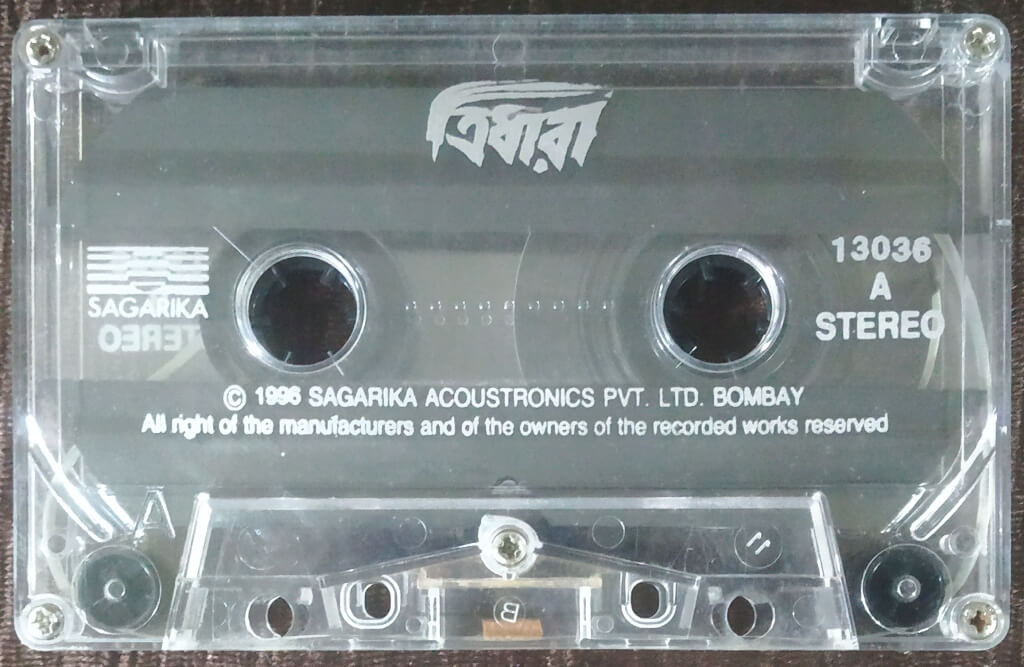 ত্রিধারা
SAGARIKA
STEREO
13036
A
STEREO
© 1996 SAGARIKA ACOUSTRONICS PVT. LTD. BOMBAY
All right of the manufacturers and of the owners of the recorded works reserved
A
B